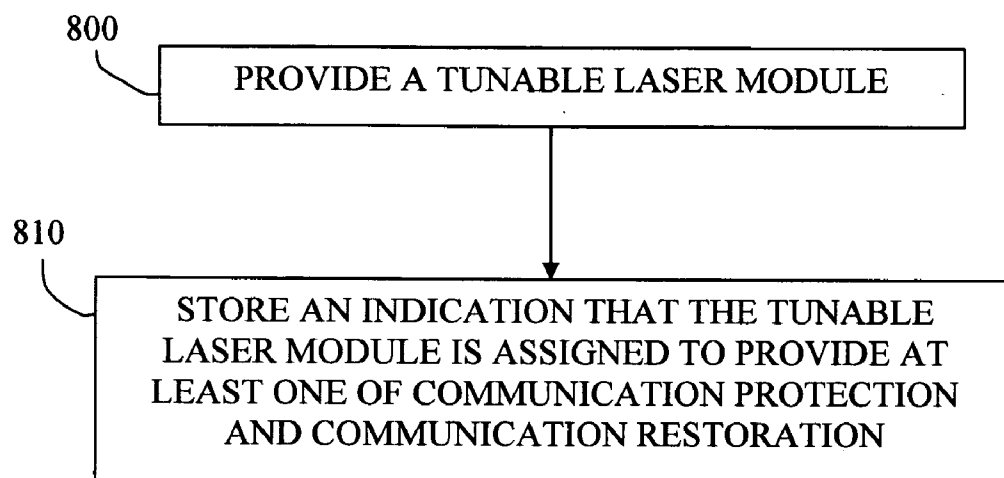 800
PROVIDE A TUNABLE LASER MODULE
810
STORE AN INDICATION THAT THE TUNABLE
LASER MODULE IS ASSIGNED TO PROVIDE AT
LEAST ONE OF COMMUNICATION PROTECTION
AND COMMUNICATION RESTORATION